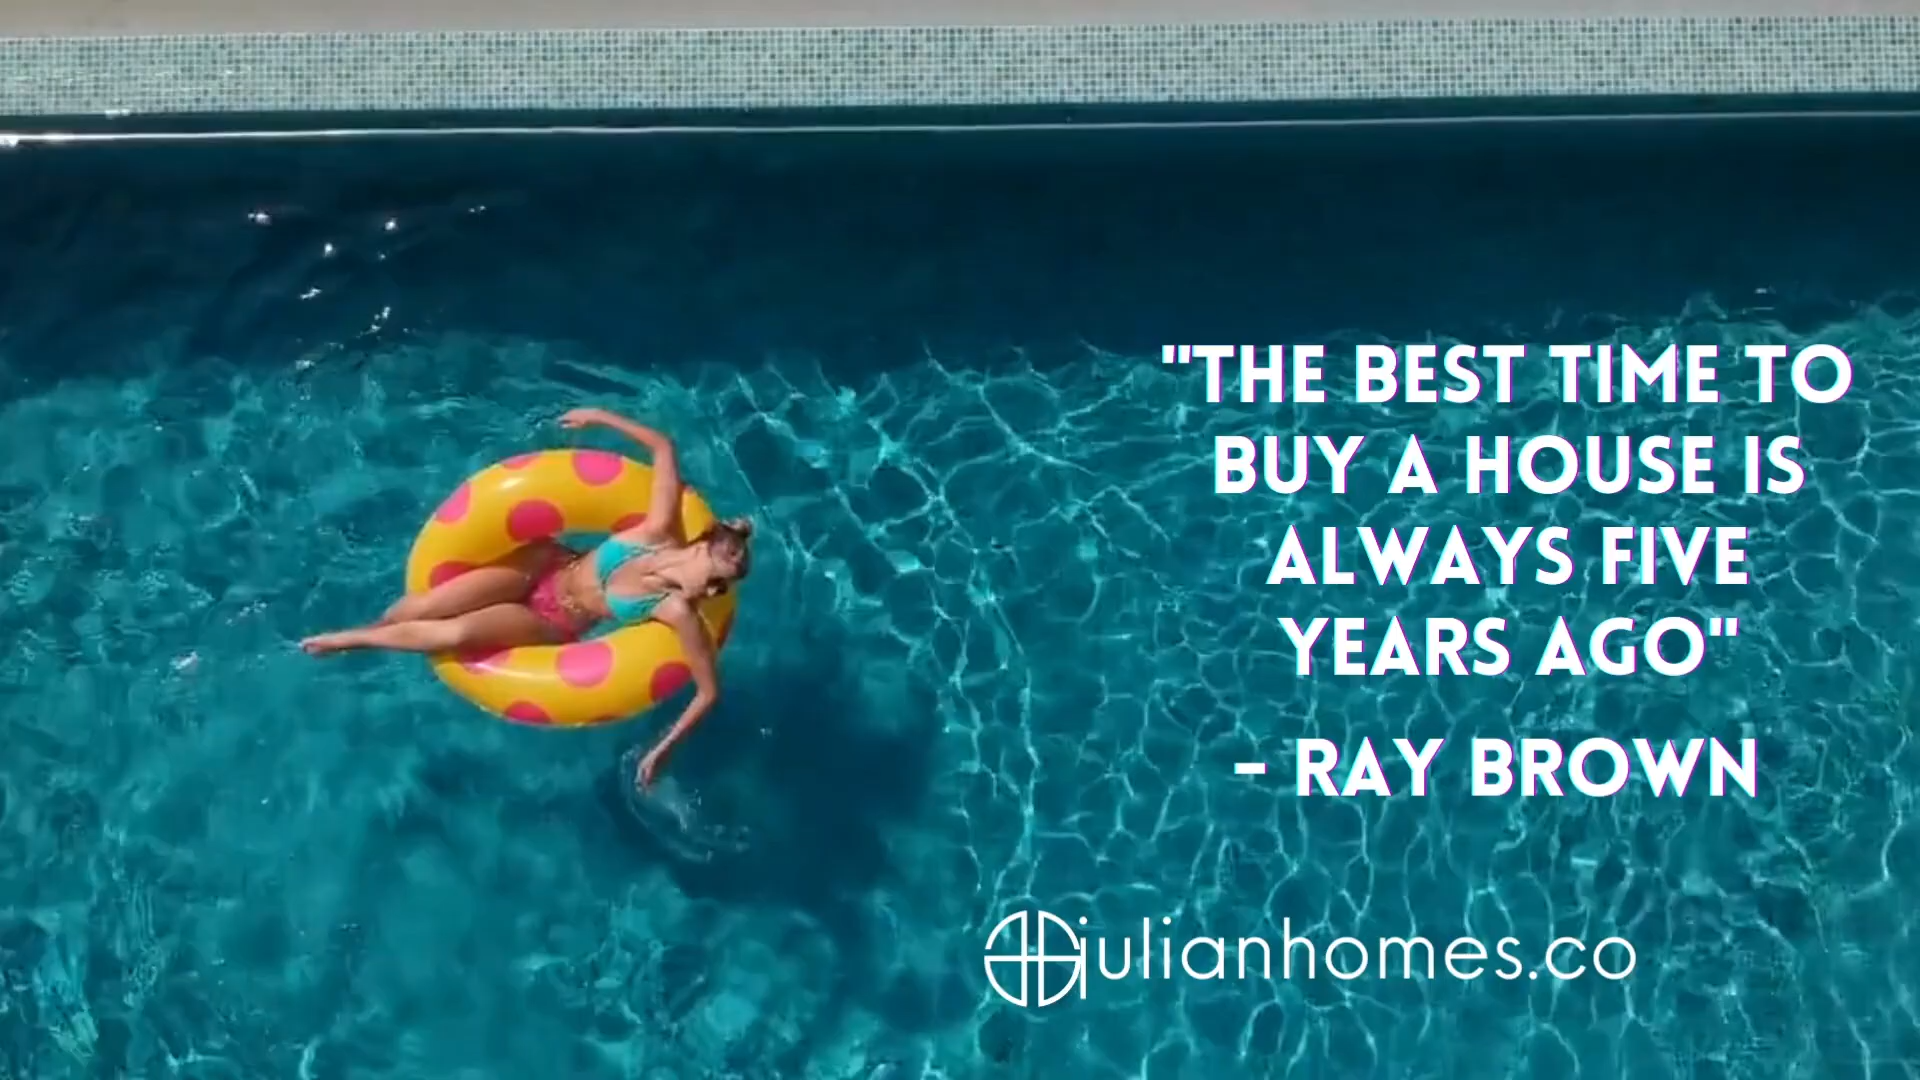 "THE BEST TIME TO
BUY A HOUSE IS
ALWAYS FIVE
YEARS AGO"
- RAY BROWN
julianhomes.co